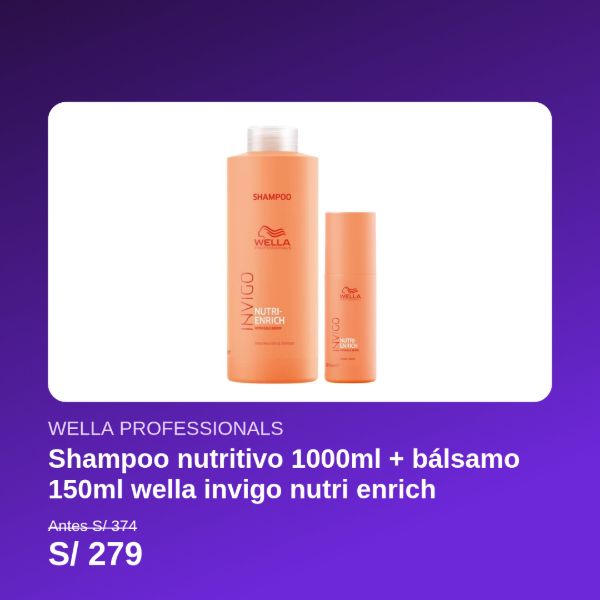 SHAMPOO
WELLA
PROFESSIONALS
INVIGO
NUTRI-
ENRICH
WELLA
INVIGO
NUTRI-
ENRICH
WELLA PROFESSIONALS
Shampoo nutritivo 1000ml + bálsamo
150ml wella invigo nutri enrich
Antes S/ 374
S/ 279